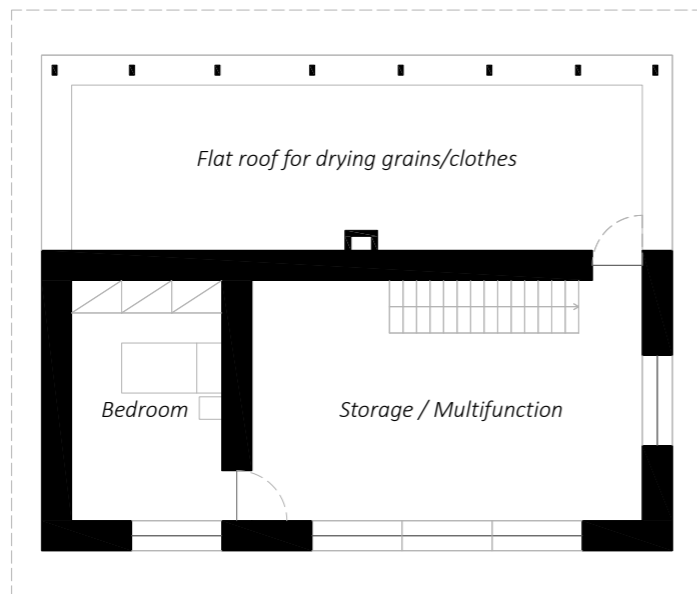 Flat roof for drying grains/clothes
Bedroom
Storage / Multifunction